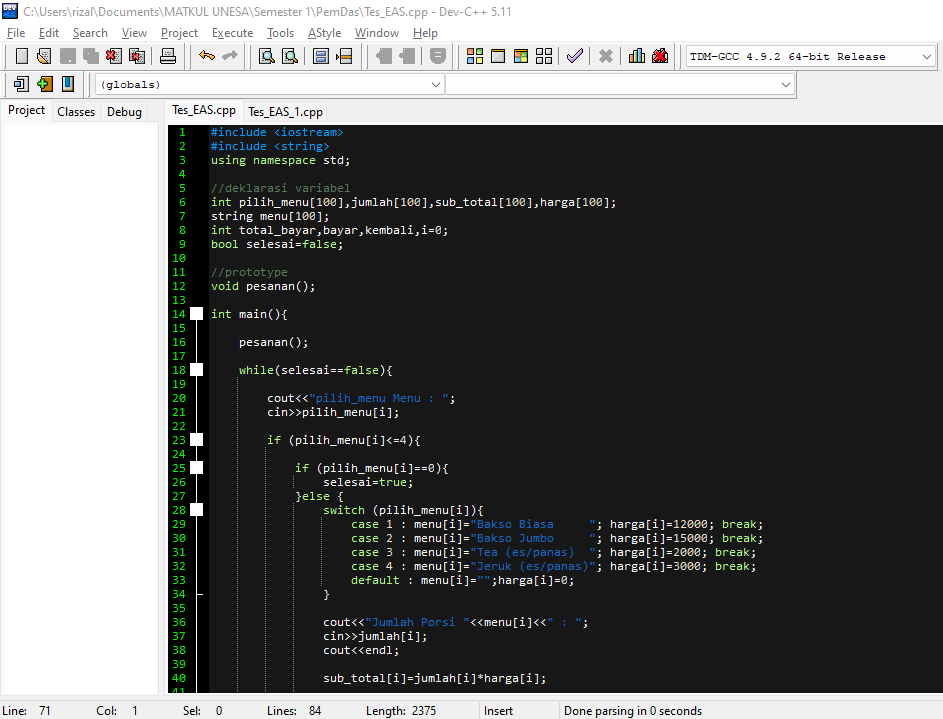 C:\Users\rizal\Documents\MATKUL UNESA\Semester 1\PemDas\Tes_EAS.cpp - Dev-C++ 5.11
File Edit Search View Project Execute Tools AStyle Window Help
TDM-GCC 4.9.2 64-bit Release
(globals)
Project Classes Debug
Tes_EAS.cpp Tes_EAS_1.cpp
1 #include <iostream>
2 #include <string>
3 using namespace std;
4
5 //deklarasi variabel
6 int pilih_menu[100],jumlah[100],sub_total[100],harga[100];
7 string menu[100];
8 int total_bayar,bayar,kembali,i=0;
9 bool selesai=false;
10
11 //prototype
12 void pesanan();
13
14 int main(){
15
16     pesanan();
17
18     while(selesai==false){
19
20         cout<<"pilih_menu Menu : ";
21         cin>>pilih_menu[i];
22
23         if (pilih_menu[i]<=4){
24
25             if (pilih_menu[i]==0){
26                 selesai=true;
27             }else {
28                 switch (pilih_menu[i]){
29                     case 1 : menu[i]="Bakso Biasa     "; harga[i]=12000; break;
30                     case 2 : menu[i]="Bakso Jumbo     "; harga[i]=15000; break;
31                     case 3 : menu[i]="Tea (es/panas)  "; harga[i]=2000; break;
32                     case 4 : menu[i]="Jeruk (es/panas)"; harga[i]=3000; break;
33                     default : menu[i]="";harga[i]=0;
34                 }
35
36                 cout<<"Jumlah Porsi "<<menu[i]<<" : ";
37                 cin>>jumlah[i];
38                 cout<<endl;
39
40                 sub_total[i]=jumlah[i]*harga[i];
41
Line: 71 Col: 1 Sel: 0 Lines: 84 Length: 2375 Insert Done parsing in 0 seconds